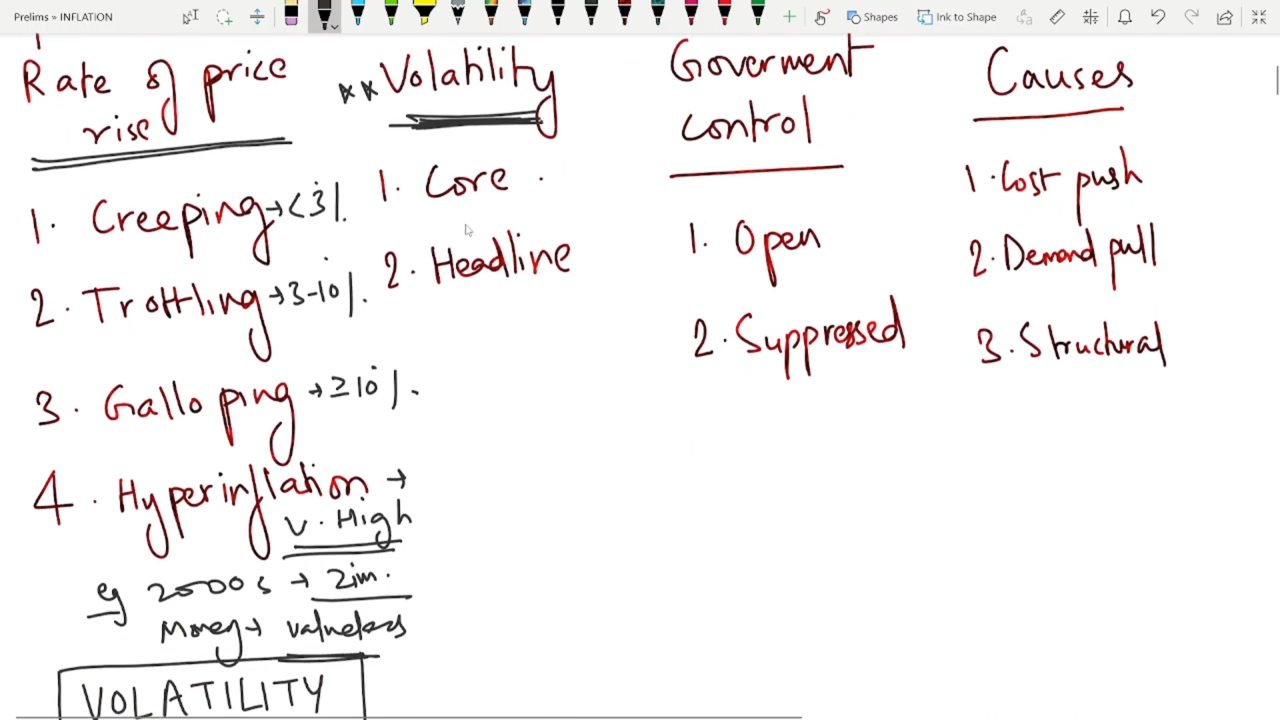 Prelims » INFLATION
Shapes
Ink to Shape
Rate of price
rise
1. Creeping → <3%.
2. Trottling → 3-10%.
3. Galloping → ≥10%.
4. Hyperinflation →
V. High
eg 2000s → Zim.
Money → valueless
VOLATILITY
**Volatility
1. Core
2. Headline
Goverment
control
1. Open
2. Suppressed
Causes
1. Cost push
2. Demand pull
3. Structural